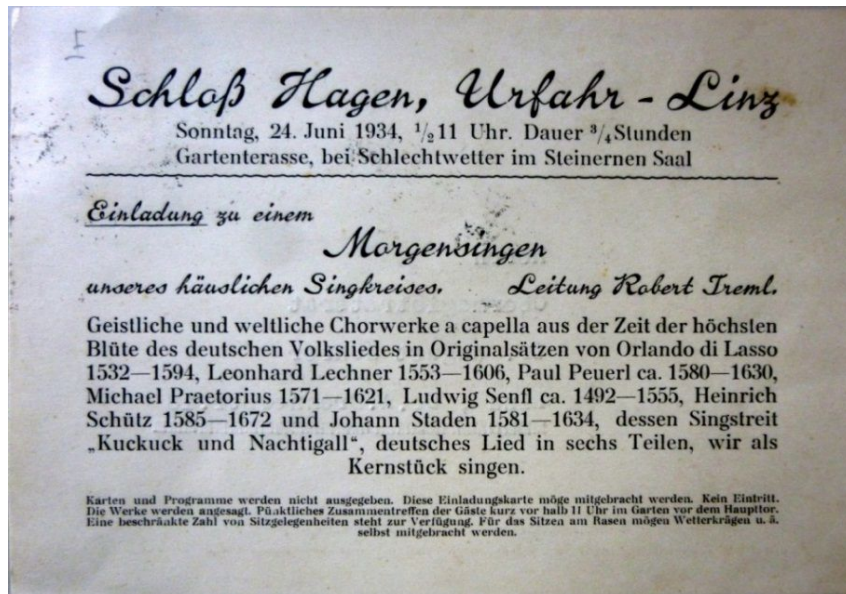 I
Schloß Hagen, Urfahr - Linz
Sonntag, 24. Juni 1934, ½11 Uhr. Dauer ¾Stunden
Gartenterasse, bei Schlechtwetter im Steinernen Saal
Einladung zu einem
Morgensingen
unseres häuslichen Singkreises. Leitung Robert Treml.
Geistliche und weltliche Chorwerke a capella aus der Zeit der höchsten
Blüte des deutschen Volksliedes in Originalsätzen von Orlando di Lasso
1532—1594, Leonhard Lechner 1553—1606, Paul Peuerl ca. 1580—1630,
Michael Praetorius 1571—1621, Ludwig Senfl ca. 1492—1555, Heinrich
Schütz 1585—1672 und Johann Staden 1581—1634, dessen Singstreit
„Kuckuck und Nachtigall“, deutsches Lied in sechs Teilen, wir als
Kernstück singen.
Karten und Programme werden nicht ausgegeben. Diese Einladungskarte möge mitgebracht werden. Kein Eintritt.
Die Werke werden angesagt. Pünktliches Zusammentreffen der Gäste kurz vor halb 11 Uhr im Garten vor dem Haupttor.
Eine beschränkte Zahl von Sitzgelegenheiten steht zur Verfügung. Für das Sitzen am Rasen mögen Wetterkrägen u. ä.
selbst mitgebracht werden.